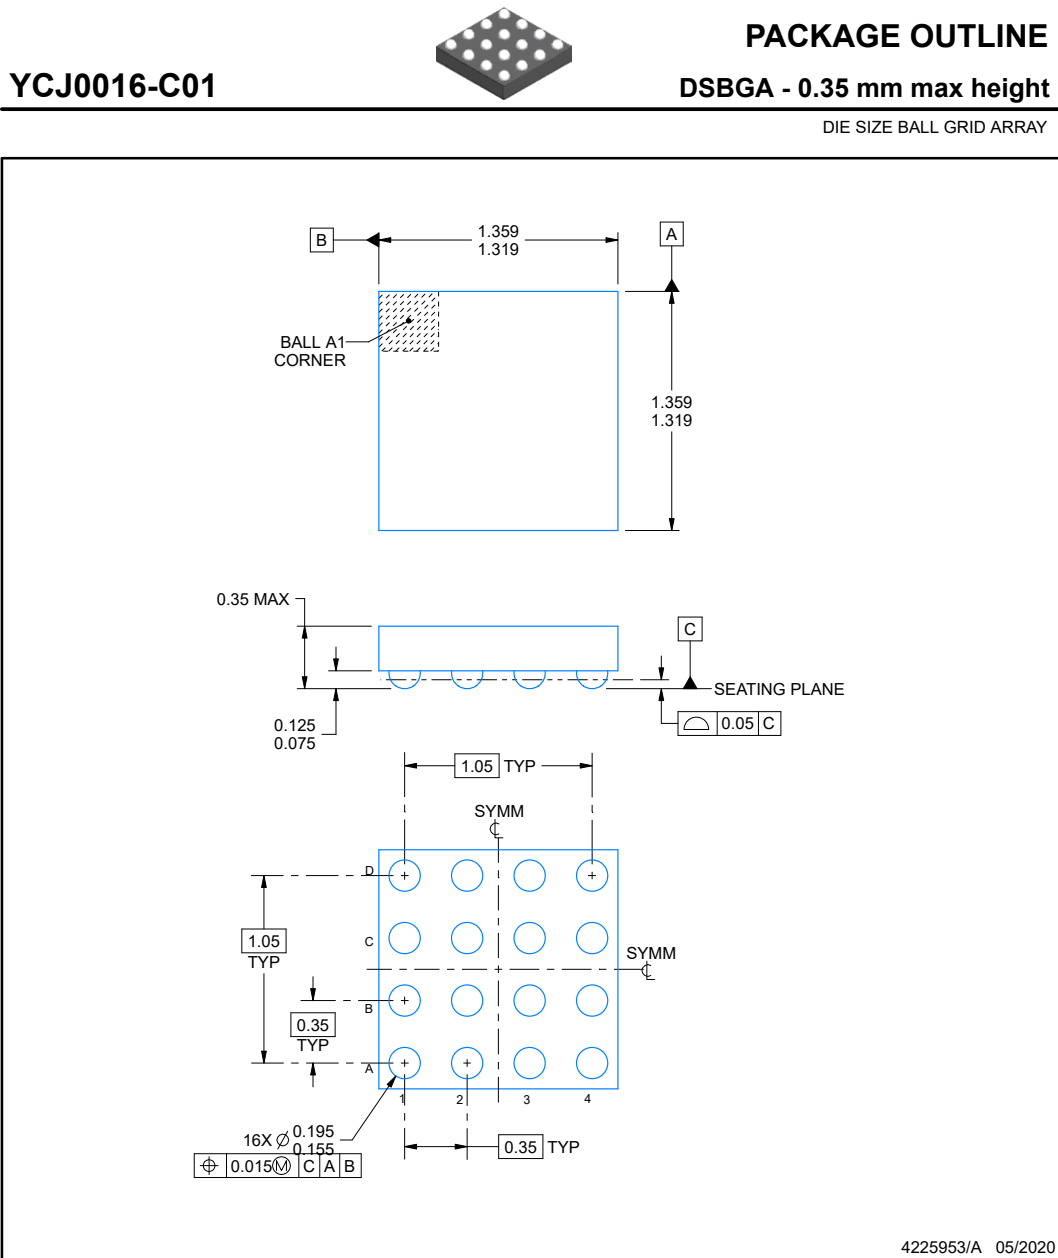 PACKAGE OUTLINE
YCJ0016-C01
DSBGA - 0.35 mm max height
DIE SIZE BALL GRID ARRAY
B
1.359
1.319
A
BALL A1
CORNER
1.359
1.319
0.35 MAX
C
SEATING PLANE
0.125
0.075
0.05 C
1.05 TYP
SYMM
D
C
1.05
TYP
SYMM
B
0.35
TYP
A
1 2 3 4
16X ∅ 0.195
0.155
0.35 TYP
⌖ 0.015Ⓜ C A B
4225953/A 05/2020